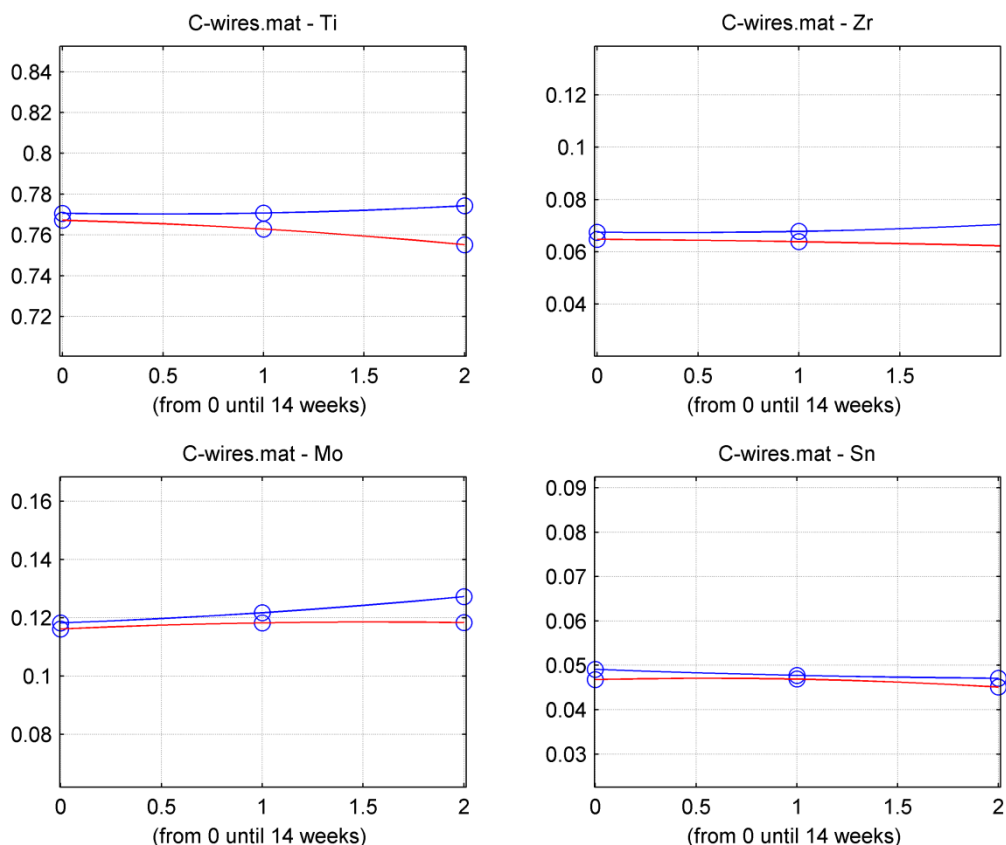 C-wires.mat - Ti
0.84
0.82
0.8
0.78
0.76
0.74
0.72
0 0.5 1 1.5 2
(from 0 until 14 weeks)
C-wires.mat - Zr
0.12
0.1
0.08
0.06
0.04
0 0.5 1 1.5
(from 0 until 14 weeks)
C-wires.mat - Mo
0.16
0.14
0.12
0.1
0.08
0 0.5 1 1.5 2
(from 0 until 14 weeks)
C-wires.mat - Sn
0.09
0.08
0.07
0.06
0.05
0.04
0.03
0 0.5 1 1.5 2
(from 0 until 14 weeks)